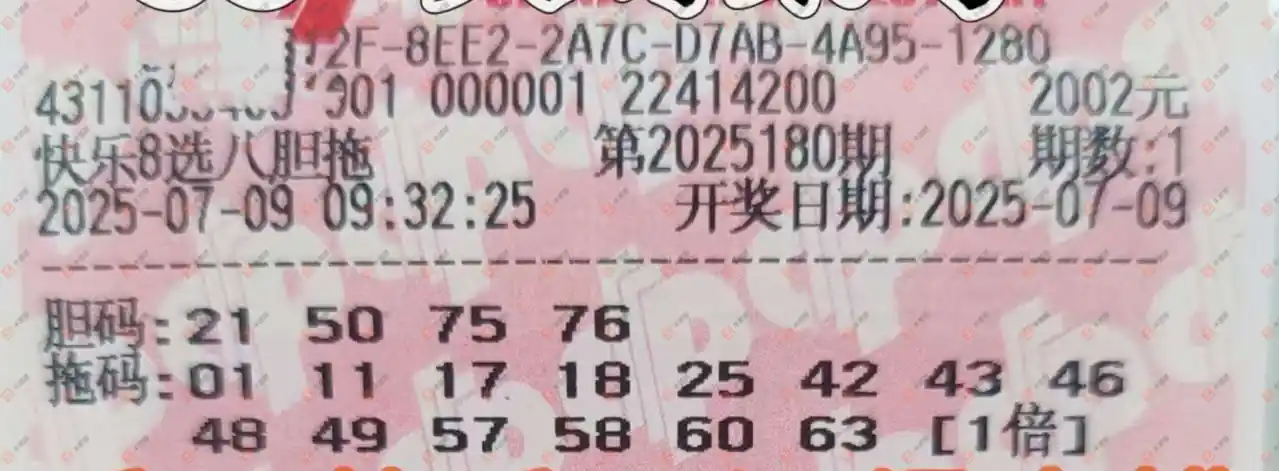 72F-8EE2-2A7C-D7AB-4A95-1280
901 000001 22414200 2002元
快乐8选八胆拖 第2025180期 期数:1
2025-07-09 09:32:25 开奖日期:2025-07-09
胆码:21 50 75 76
拖码:01 11 17 18 25 42 43 46
48 49 57 58 60 63 [1倍]